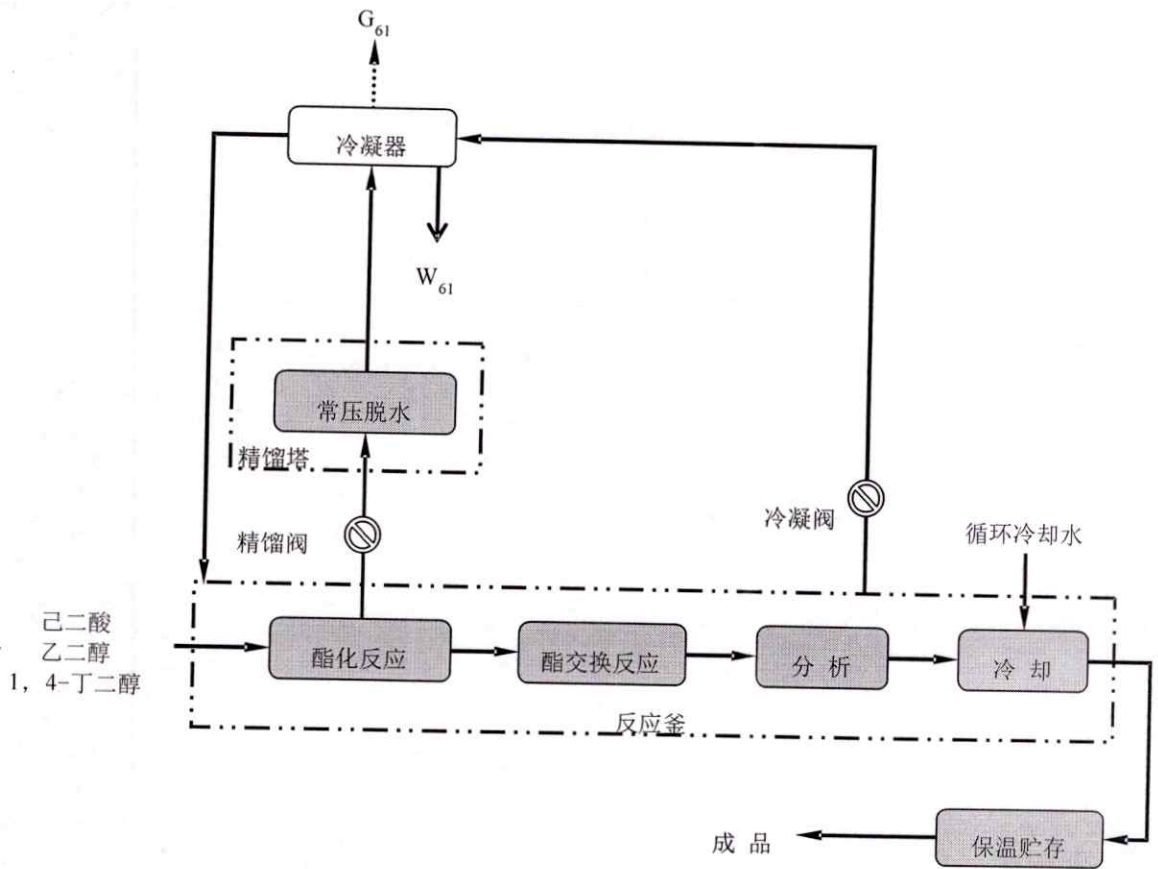 G61
冷凝器
W61
常压脱水
精馏塔
冷凝阀
精馏阀
循环冷却水
己二酸
乙二醇
1，4-丁二醇
酯化反应
酯交换反应
分 析
冷 却
反应釜
成 品
保温贮存